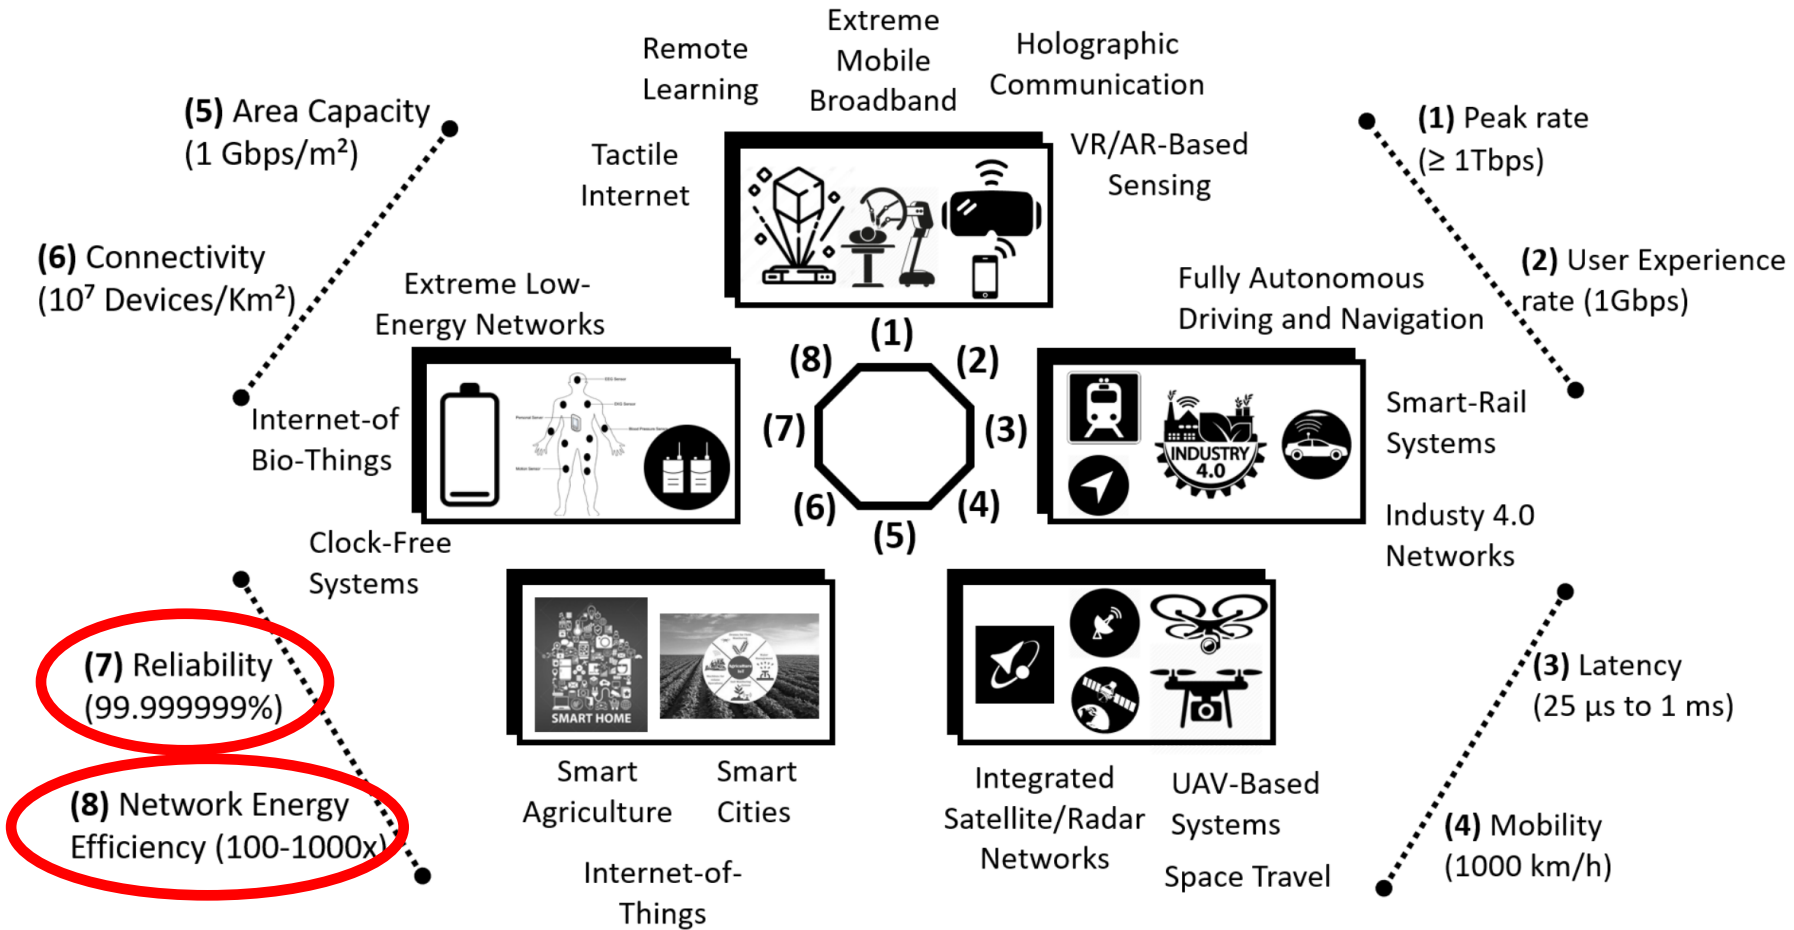 Remote
Learning
Extreme
Mobile
Broadband
Holographic
Communication
(5) Area Capacity
(1 Gbps/m²)
(1) Peak rate
(≥ 1Tbps)
Tactile
Internet
VR/AR-Based
Sensing
(6) Connectivity
(10⁷ Devices/Km²)
(2) User Experience
rate (1Gbps)
Extreme Low-
Energy Networks
Fully Autonomous
Driving and Navigation
(1)
(2)
(3)
(4)
(5)
(6)
(7)
(8)
EEG Sensor
Motion Sensor
INDUSTRY
4.0
Internet-of
Bio-Things
Smart-Rail
Systems
Clock-Free
Systems
Industy 4.0
Networks
SMART HOME
(7) Reliability
(99.999999%)
(3) Latency
(25 µs to 1 ms)
(8) Network Energy
Efficiency (100-1000x)
(4) Mobility
(1000 km/h)
Smart
Agriculture
Smart
Cities
Internet-of-
Things
Integrated
Satellite/Radar
Networks
UAV-Based
Systems
Space Travel